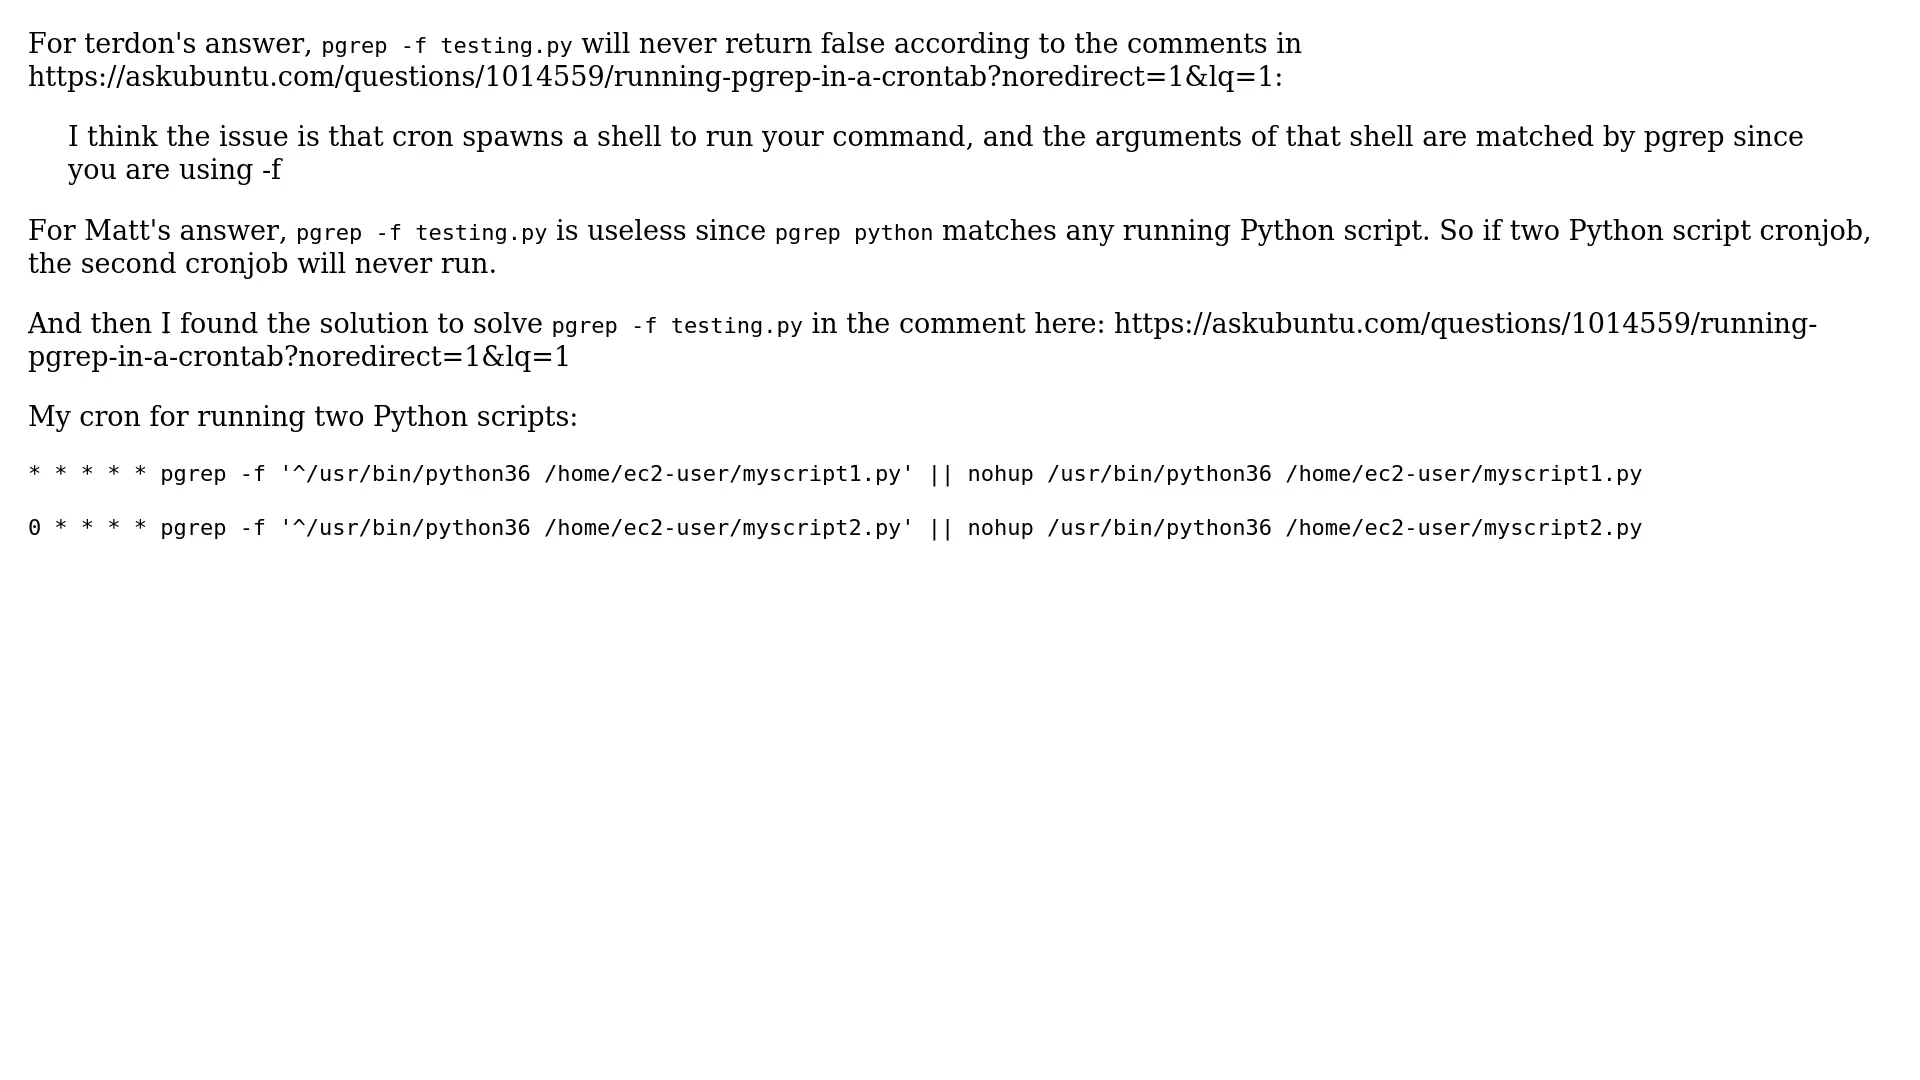 For terdon's answer, pgrep -f testing.py will never return false according to the comments in
https://askubuntu.com/questions/1014559/running-pgrep-in-a-crontab?noredirect=1&lq=1:
I think the issue is that cron spawns a shell to run your command, and the arguments of that shell are matched by pgrep since
you are using -f
For Matt's answer, pgrep -f testing.py is useless since pgrep python matches any running Python script. So if two Python script cronjob,
the second cronjob will never run.
And then I found the solution to solve pgrep -f testing.py in the comment here: https://askubuntu.com/questions/1014559/running-
pgrep-in-a-crontab?noredirect=1&lq=1
My cron for running two Python scripts:
* * * * * pgrep -f '^/usr/bin/python36 /home/ec2-user/myscript1.py' || nohup /usr/bin/python36 /home/ec2-user/myscript1.py
0 * * * * pgrep -f '^/usr/bin/python36 /home/ec2-user/myscript2.py' || nohup /usr/bin/python36 /home/ec2-user/myscript2.py